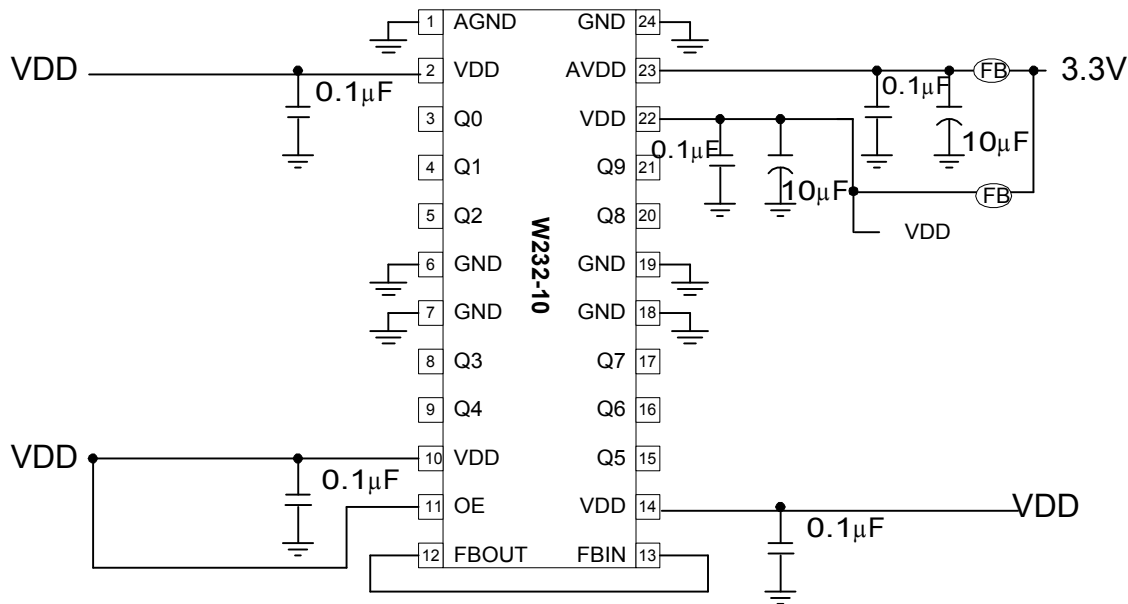 1 AGND GND 24
VDD 2 VDD AVDD 23 FB 3.3V
0.1µF 0.1µF
3 Q0 VDD 22
10µF
0.1µF
4 Q1 Q9 21
10µF FB
5 Q2 Q8 20
VDD
W232-10
6 GND GND 19
7 GND GND 18
8 Q3 Q7 17
9 Q4 Q6 16
VDD 10 VDD Q5 15
0.1µF
11 OE VDD 14 VDD
0.1µF
12 FBOUT FBIN 13